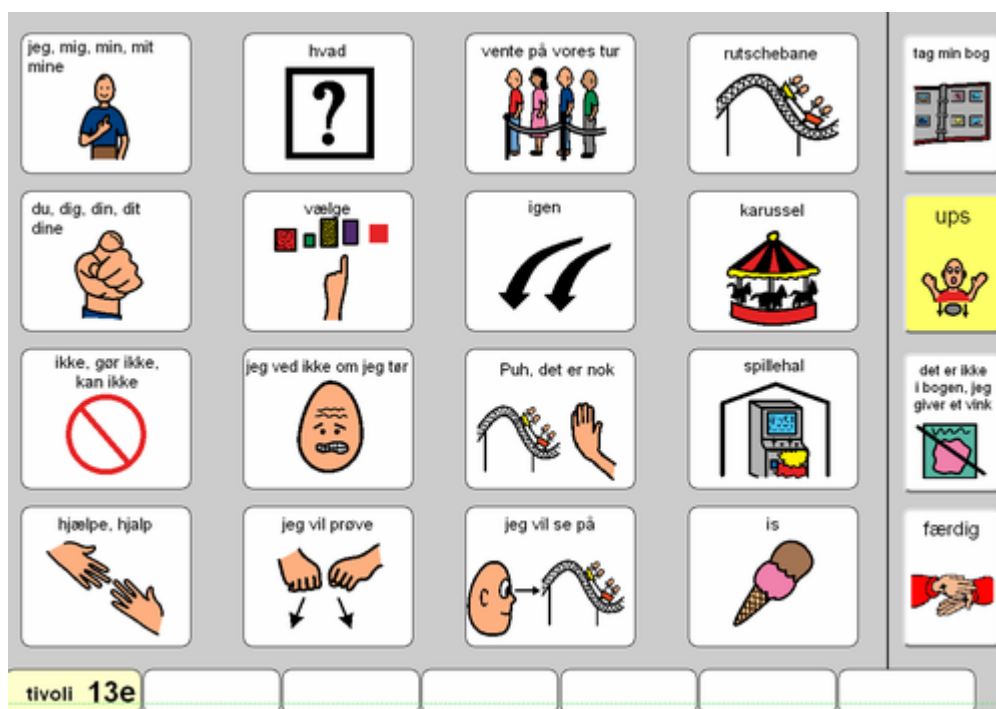 jeg, mig, min, mit
mine
hvad
?
vente på vores tur
rutschebane
tag min bog
du, dig, din, dit
dine
vælge
igen
karussel
ups
ikke, gør ikke,
kan ikke
jeg ved ikke om jeg tør
Puh, det er nok
spillehal
det er ikke
i bogen, jeg
giver et vink
hjælpe, hjalp
jeg vil prøve
jeg vil se på
is
færdig
tivoli 13e